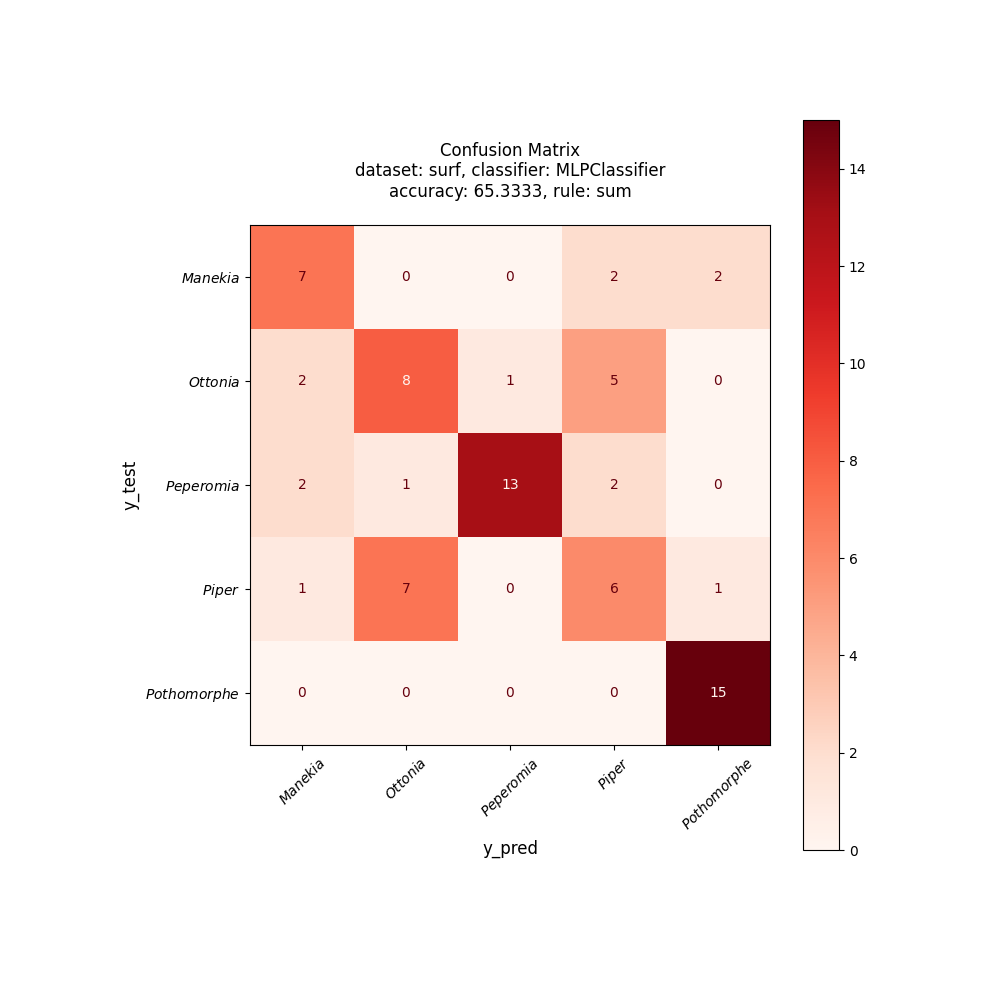 Confusion Matrix
dataset: surf, classifier: MLPClassifier
accuracy: 65.3333, rule: sum
Manekia 7 0 0 2 2
Ottonia 2 8 1 5 0
Peperomia 2 1 13 2 0
Piper 1 7 0 6 1
Pothomorphe 0 0 0 0 15
y_test
Manekia Ottonia Peperomia Piper Pothomorphe
y_pred
14
12
10
8
6
4
2
0